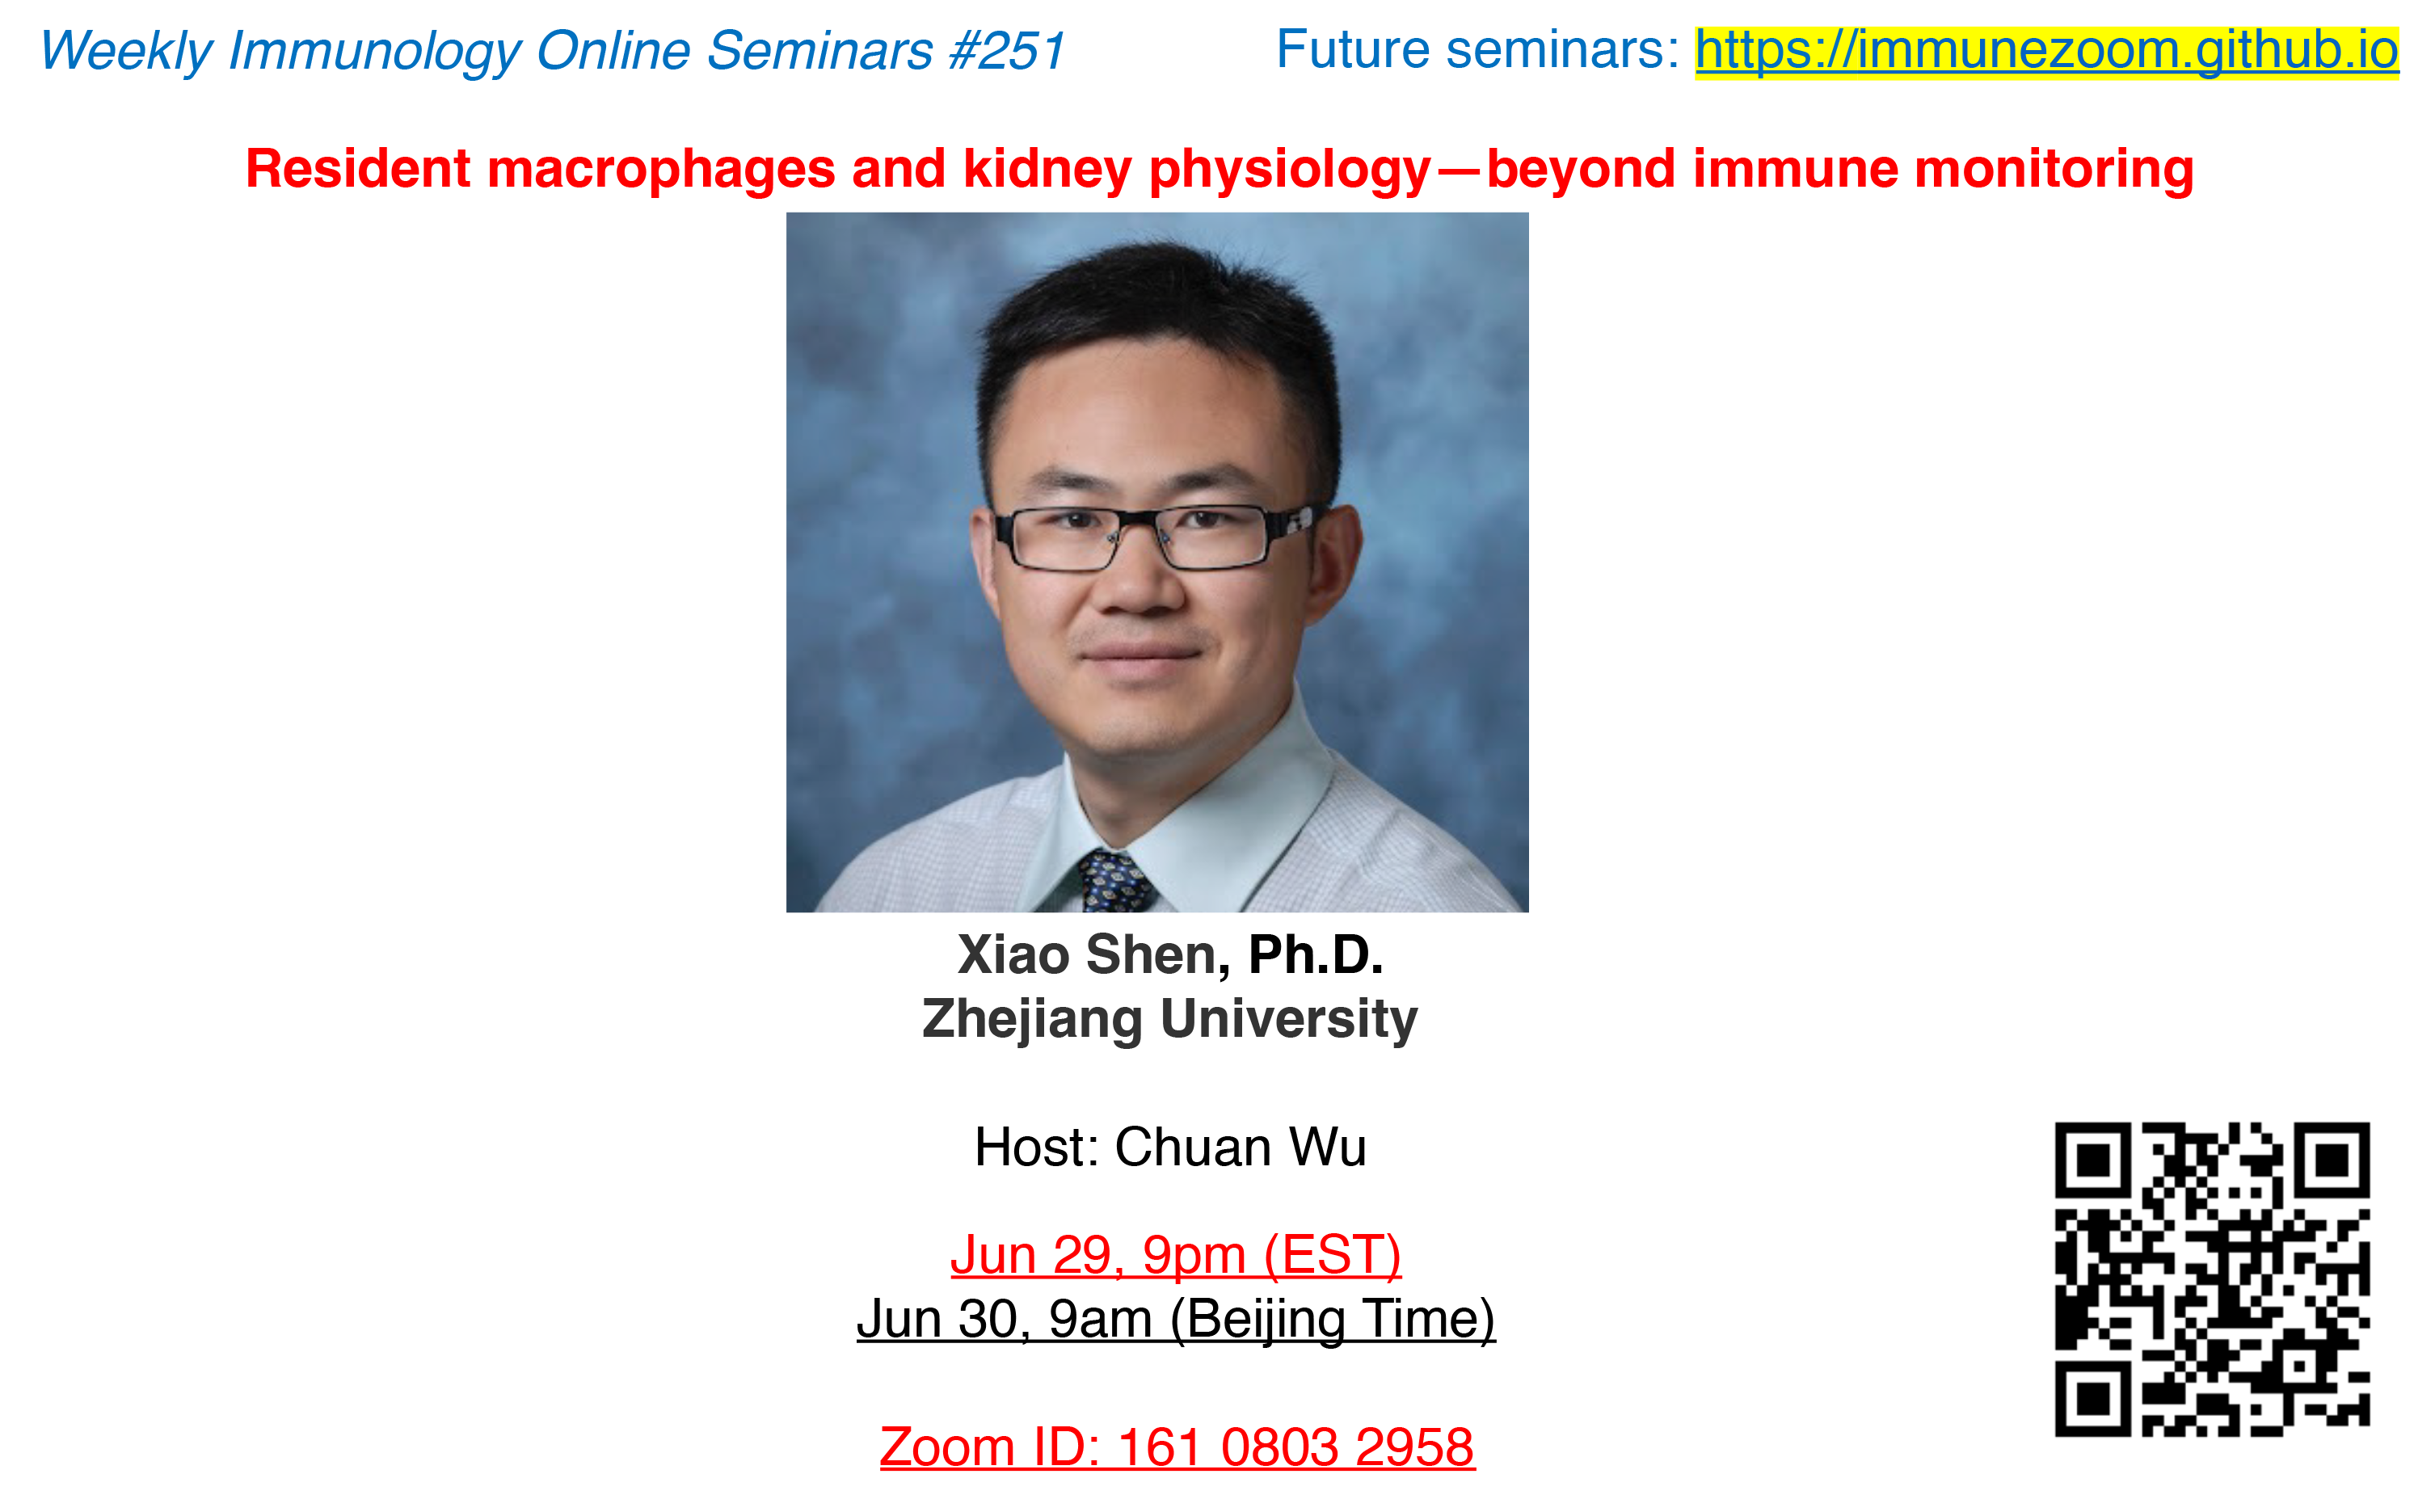 Weekly Immunology Online Seminars #251
Future seminars: https://immunezoom.github.io
Resident macrophages and kidney physiology—beyond immune monitoring
Xiao Shen, Ph.D.
Zhejiang University
Host: Chuan Wu
Jun 29, 9pm (EST)
Jun 30, 9am (Beijing Time)
Zoom ID: 161 0803 2958